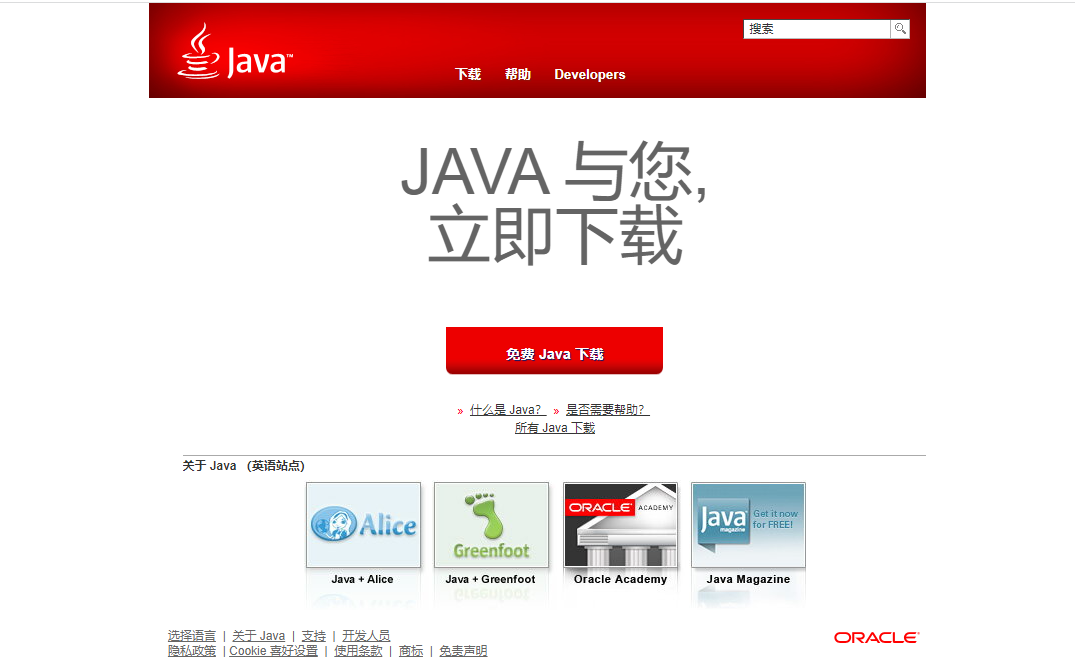 Java™
搜索
下载 帮助 Developers
JAVA 与您,
立即下载
免费 Java 下载
» 什么是 Java? » 是否需要帮助?
所有 Java 下载
关于 Java (英语站点)
Alice
Greenfoot
ORACLE ACADEMY
Java magazine
Get it now
for FREE!
Java + Alice Java + Greenfoot Oracle Academy Java Magazine
选择语言 | 关于 Java | 支持 | 开发人员
隐私政策 | Cookie 喜好设置 | 使用条款 | 商标 | 免责声明
ORACLE